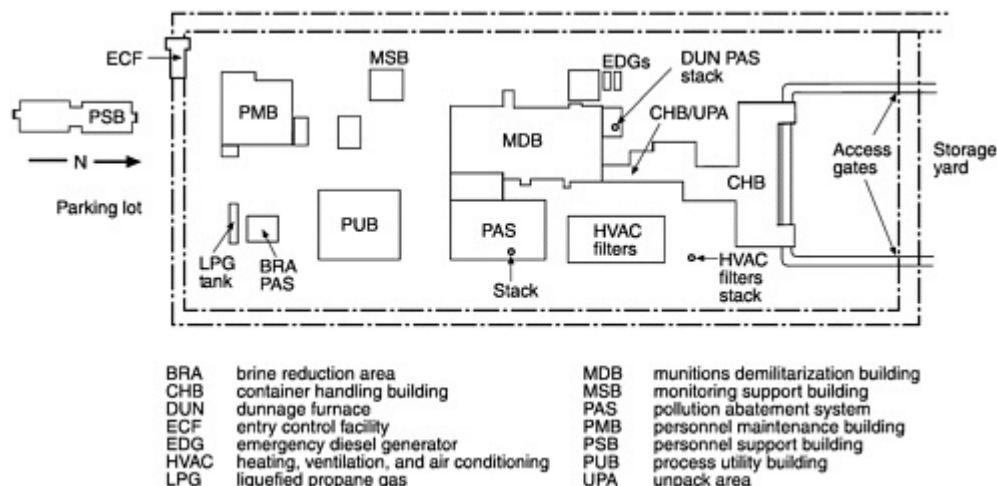 ECF
MSB
EDGs
DUN PAS
stack
PSB
PMB
CHB/UPA
MDB
N
Access
gates
Storage
yard
CHB
Parking lot
PUB
PAS
HVAC
filters
LPG
tank
BRA
PAS
Stack
HVAC
filters
stack
BRA brine reduction area
CHB container handling building
DUN dunnage furnace
ECF entry control facility
EDG emergency diesel generator
HVAC heating, ventilation, and air conditioning
LPG liquefied propane gas
MDB munitions demilitarization building
MSB monitoring support building
PAS pollution abatement system
PMB personnel maintenance building
PSB personnel support building
PUB process utility building
UPA unpack area